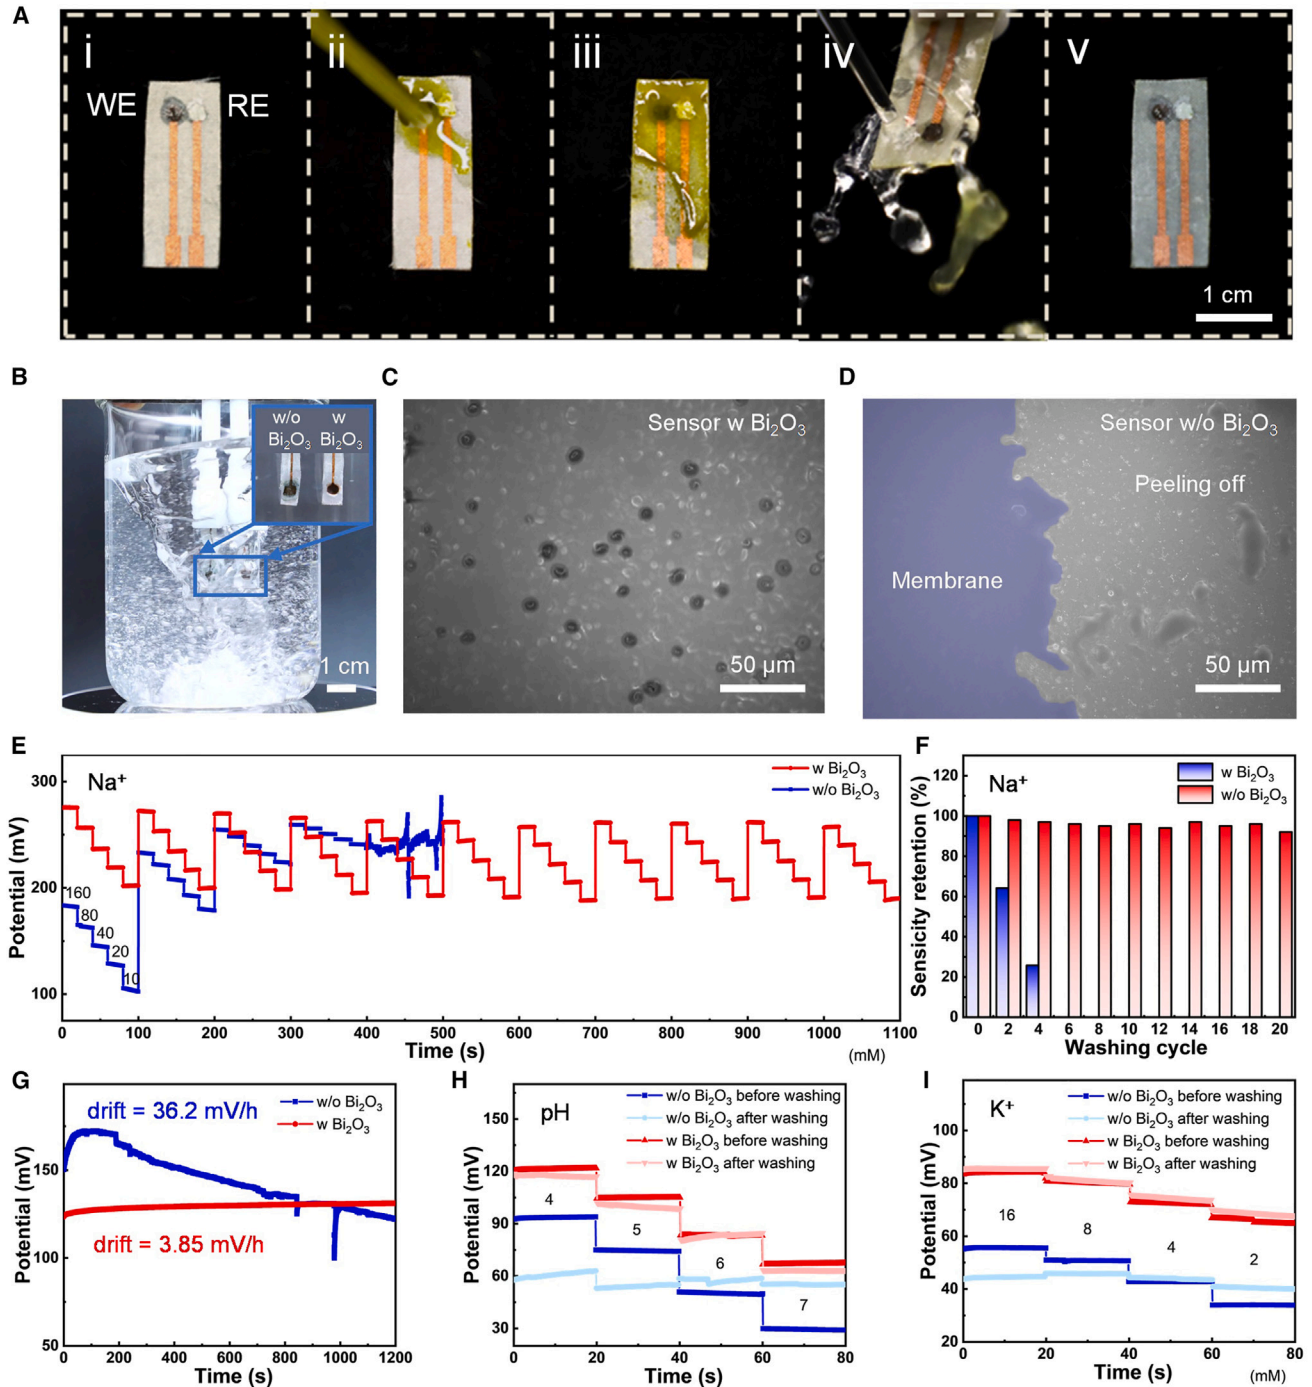 A
i
ii
iii
iv
v
WE
RE
1 cm
B
w/o
Bi₂O₃
w
Bi₂O₃
1 cm
C
Sensor w Bi₂O₃
50 µm
D
Sensor w/o Bi₂O₃
Peeling off
Membrane
50 µm
E
Na⁺
w Bi₂O₃
w/o Bi₂O₃
Potential (mV)
300
200
100
160
80
40
20
10
0 100 200 300 400 500 600 700 800 900 1000 1100
Time (s)
(mM)
F
Na⁺
w Bi₂O₃
w/o Bi₂O₃
Sensicity retention (%)
120
100
80
60
40
20
0
0 2 4 6 8 10 12 14 16 18 20
Washing cycle
G
drift = 36.2 mV/h
w/o Bi₂O₃
w Bi₂O₃
drift = 3.85 mV/h
Potential (mV)
150
100
50
0 200 400 600 800 1000 1200
Time (s)
H
pH
w/o Bi₂O₃ before washing
w/o Bi₂O₃ after washing
w Bi₂O₃ before washing
w Bi₂O₃ after washing
Potential (mV)
150
120
90
60
30
4
5
6
7
0 20 40 60 80
Time (s)
I
K⁺
w/o Bi₂O₃ before washing
w/o Bi₂O₃ after washing
w Bi₂O₃ before washing
w Bi₂O₃ after washing
Potential (mV)
100
80
60
40
20
16
8
4
2
0 20 40 60 80
Time (s)
(mM)